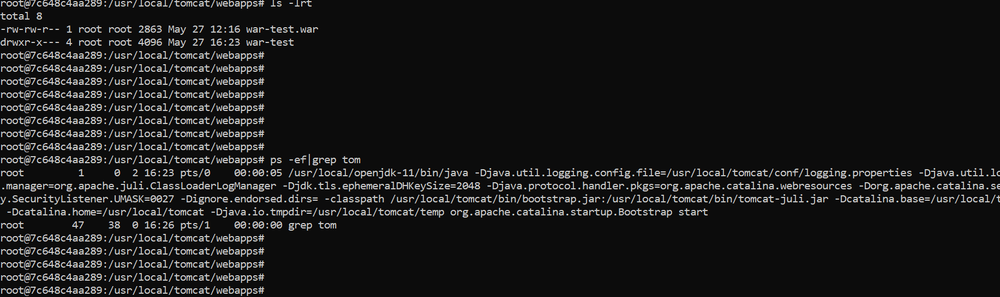 root@7c648c4aa289:/usr/local/tomcat/webapps# ls -lrt
total 8
-rw-rw-r-- 1 root root 2863 May 27 12:16 war-test.war
drwxr-x--- 4 root root 4096 May 27 16:23 war-test
root@7c648c4aa289:/usr/local/tomcat/webapps#
root@7c648c4aa289:/usr/local/tomcat/webapps#
root@7c648c4aa289:/usr/local/tomcat/webapps#
root@7c648c4aa289:/usr/local/tomcat/webapps#
root@7c648c4aa289:/usr/local/tomcat/webapps#
root@7c648c4aa289:/usr/local/tomcat/webapps#
root@7c648c4aa289:/usr/local/tomcat/webapps#
root@7c648c4aa289:/usr/local/tomcat/webapps#
root@7c648c4aa289:/usr/local/tomcat/webapps# ps -ef|grep tom
root         1     0  2 16:23 pts/0    00:00:05 /usr/local/openjdk-11/bin/java -Djava.util.logging.config.file=/usr/local/tomcat/conf/logging.properties -Djava.util.lo
.manager=org.apache.juli.ClassLoaderLogManager -Djdk.tls.ephemeralDHKeySize=2048 -Djava.protocol.handler.pkgs=org.apache.catalina.webresources -Dorg.apache.catalina.se
y.SecurityListener.UMASK=0027 -Dignore.endorsed.dirs= -classpath /usr/local/tomcat/bin/bootstrap.jar:/usr/local/tomcat/bin/tomcat-juli.jar -Dcatalina.base=/usr/local/t
 -Dcatalina.home=/usr/local/tomcat -Djava.io.tmpdir=/usr/local/tomcat/temp org.apache.catalina.startup.Bootstrap start
root        47    38  0 16:26 pts/1    00:00:00 grep tom
root@7c648c4aa289:/usr/local/tomcat/webapps#
root@7c648c4aa289:/usr/local/tomcat/webapps#
root@7c648c4aa289:/usr/local/tomcat/webapps#
root@7c648c4aa289:/usr/local/tomcat/webapps#
root@7c648c4aa289:/usr/local/tomcat/webapps#